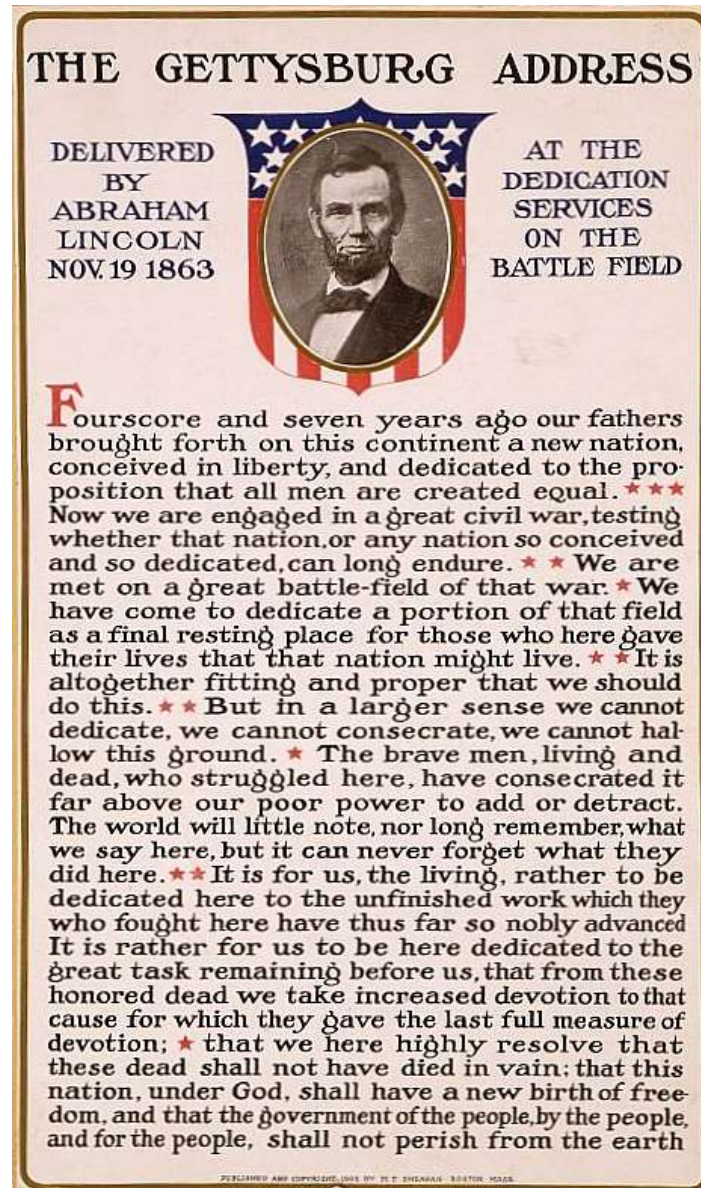 THE GETTYSBURG ADDRESS
DELIVERED
BY
ABRAHAM
LINCOLN
NOV. 19 1863
AT THE
DEDICATION
SERVICES
ON THE
BATTLE FIELD
Fourscore and seven years ago our fathers
brought forth on this continent a new nation,
conceived in liberty, and dedicated to the pro-
position that all men are created equal. ★ ★ ★
Now we are engaged in a great civil war, testing
whether that nation, or any nation so conceived
and so dedicated, can long endure. ★ ★ We are
met on a great battle-field of that war. ★ We
have come to dedicate a portion of that field
as a final resting place for those who here gave
their lives that that nation might live. ★ ★ It is
altogether fitting and proper that we should
do this. ★ ★ But in a larger sense we cannot
dedicate, we cannot consecrate, we cannot hal-
low this ground. ★ The brave men, living and
dead, who struggled here, have consecrated it
far above our poor power to add or detract.
The world will little note, nor long remember, what
we say here, but it can never forget what they
did here. ★ ★ It is for us, the living, rather to be
dedicated here to the unfinished work which they
who fought here have thus far so nobly advanced
It is rather for us to be here dedicated to the
great task remaining before us, that from these
honored dead we take increased devotion to that
cause for which they gave the last full measure of
devotion; ★ that we here highly resolve that
these dead shall not have died in vain; that this
nation, under God, shall have a new birth of free-
dom, and that the government of the people, by the people,
and for the people, shall not perish from the earth
PUBLISHED AND COPYRIGHT, BY M.T. SHEAHAN BOSTON MASS.